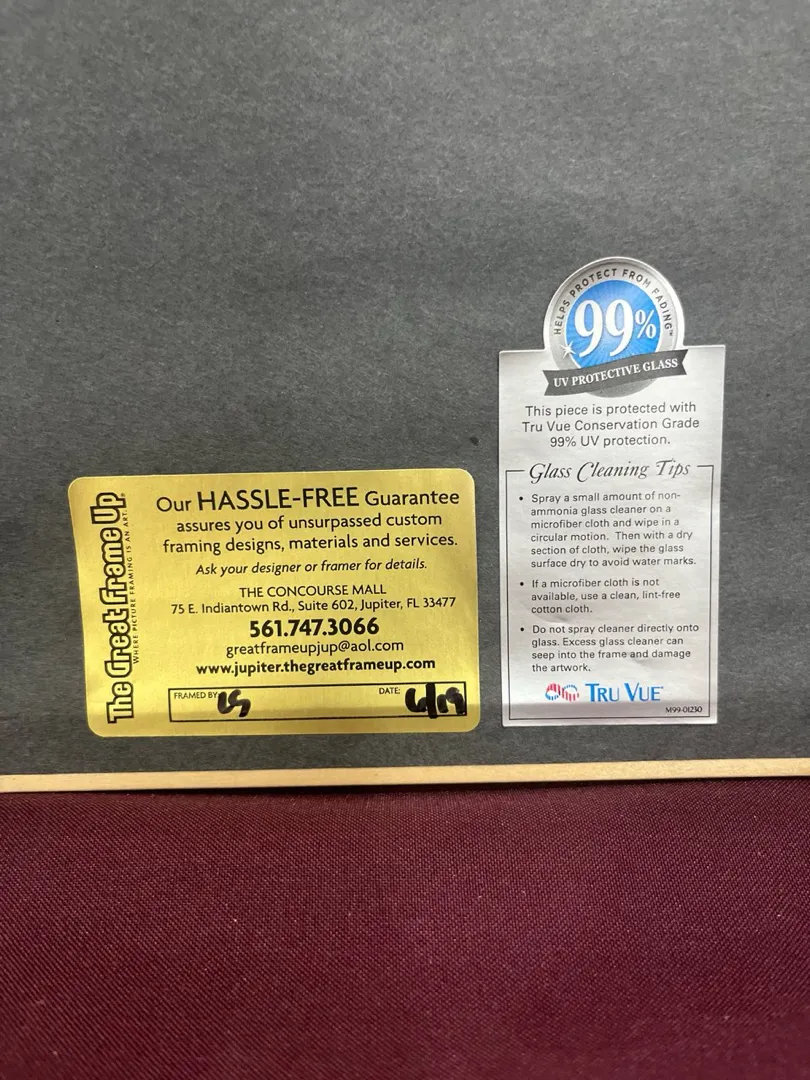 The Great Frame Up®
WHERE PICTURE FRAMING IS AN ART.®
Our HASSLE-FREE Guarantee
assures you of unsurpassed custom
framing designs, materials and services.
Ask your designer or framer for details.
THE CONCOURSE MALL
75 E. Indiantown Rd., Suite 602, Jupiter, FL 33477
561.747.3066
greatframeupjup@aol.com
www.jupiter.thegreatframeup.com
FRAMED BY: LS DATE: 6/19
HELPS PROTECT FROM FADING™
99%
UV PROTECTIVE GLASS
This piece is protected with
Tru Vue Conservation Grade
99% UV protection.
Glass Cleaning Tips
• Spray a small amount of non-
ammonia glass cleaner on a
microfiber cloth and wipe in a
circular motion. Then with a dry
section of cloth, wipe the glass
surface dry to avoid water marks.
• If a microfiber cloth is not
available, use a clean, lint-free
cotton cloth.
• Do not spray cleaner directly onto
glass. Excess glass cleaner can
seep into the frame and damage
the artwork.
TRU VUE®
M99-01230